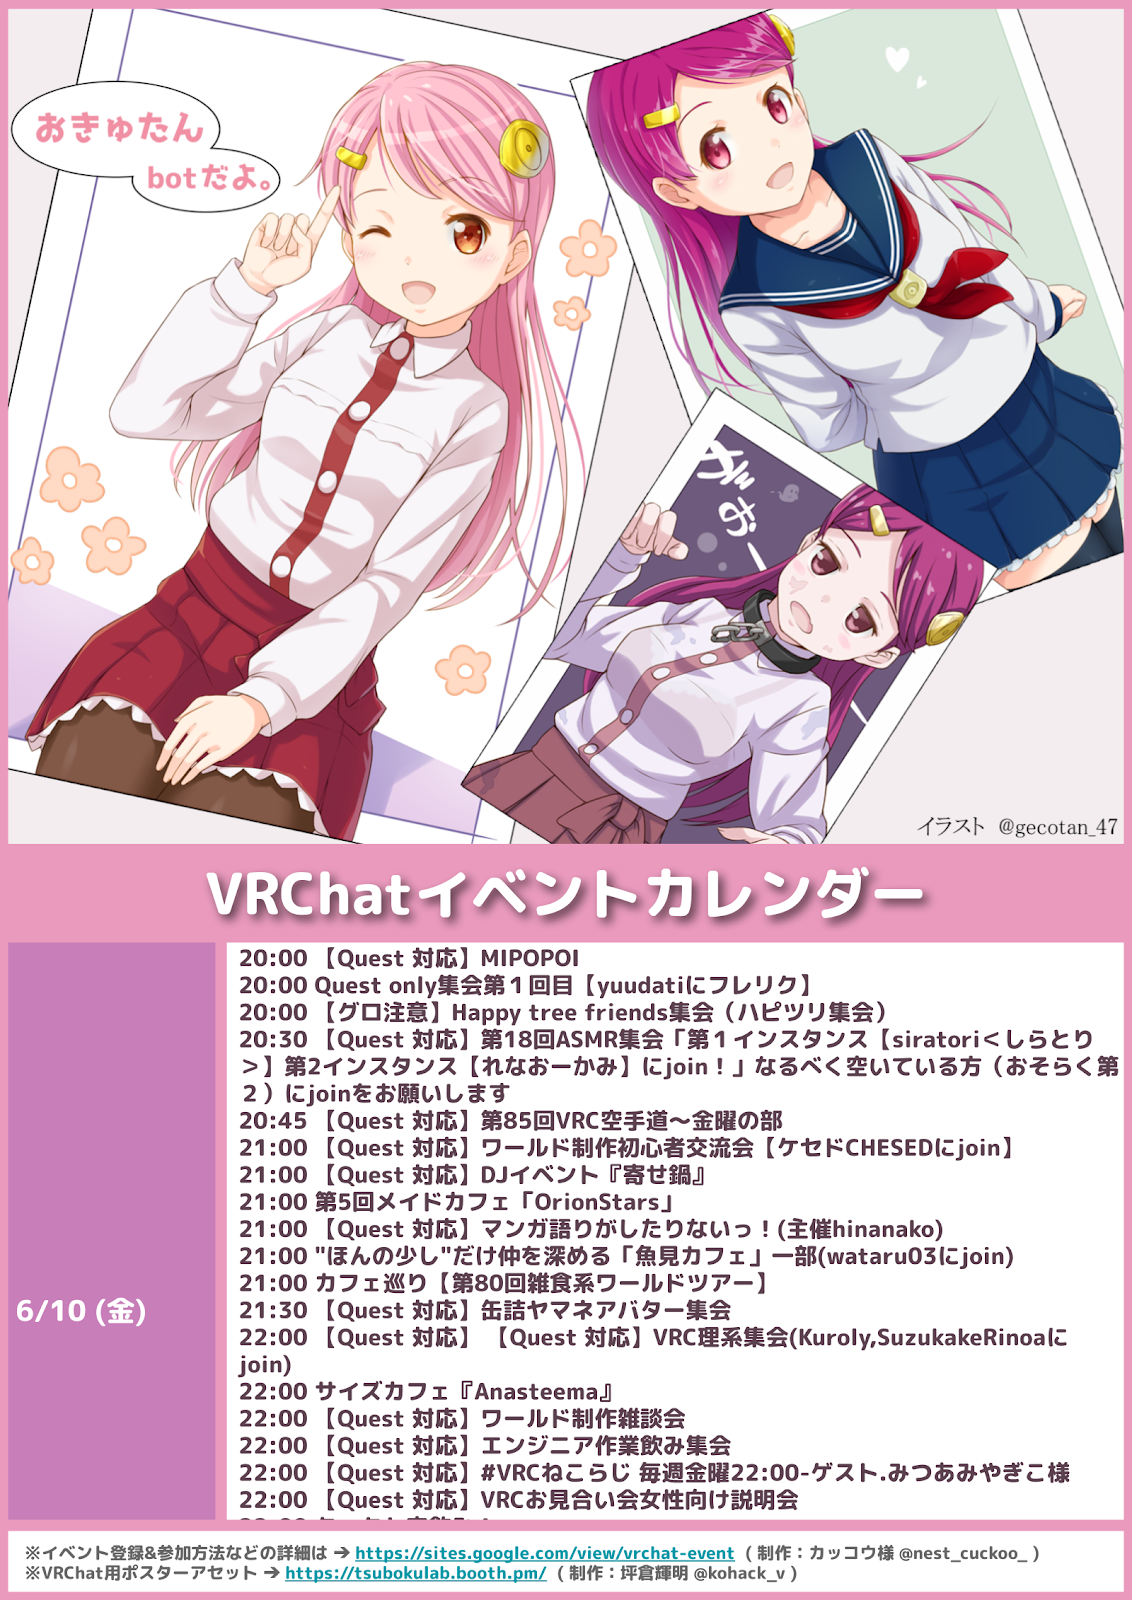 おきゅたん
botだよ。
がおー
イラスト @gecotan_47
VRChatイベントカレンダー
6/10 (金)
20:00 【Quest 対応】MIPOPOI
20:00 Quest only集会第１回目【yuudatiにフレリク】
20:00 【グロ注意】Happy tree friends集会（ハピツリ集会）
20:30 【Quest 対応】第18回ASMR集会「第１インスタンス【siratori＜しらとり
＞】第2インスタンス【れなおーかみ】にjoin！」なるべく空いている方（おそらく第
２）にjoinをお願いします
20:45 【Quest 対応】第85回VRC空手道～金曜の部
21:00 【Quest 対応】ワールド制作初心者交流会【ケセドCHESEDにjoin】
21:00 【Quest 対応】DJイベント『寄せ鍋』
21:00 第5回メイドカフェ「OrionStars」
21:00 【Quest 対応】マンガ語りがしたりないっ！(主催hinanako)
21:00 "ほんの少し"だけ仲を深める「魚見カフェ」一部(wataru03にjoin)
21:00 カフェ巡り【第80回雑食系ワールドツアー】
21:30 【Quest 対応】缶詰ヤマネアバター集会
22:00 【Quest 対応】 【Quest 対応】VRC理系集会(Kuroly,SuzukakeRinoaに
join)
22:00 サイズカフェ『Anasteema』
22:00 【Quest 対応】ワールド制作雑談会
22:00 【Quest 対応】エンジニア作業飲み集会
22:00 【Quest 対応】#VRCねこらじ 毎週金曜22:00-ゲスト.みつあみやぎこ様
22:00 【Quest 対応】VRCお見合い会女性向け説明会
※イベント登録&参加方法などの詳細は ➔ https://sites.google.com/view/vrchat-event （ 制作：カッコウ様 @nest_cuckoo_ ）
※VRChat用ポスターアセット ➔ https://tsubokulab.booth.pm/ （ 制作：坪倉輝明 @kohack_v ）